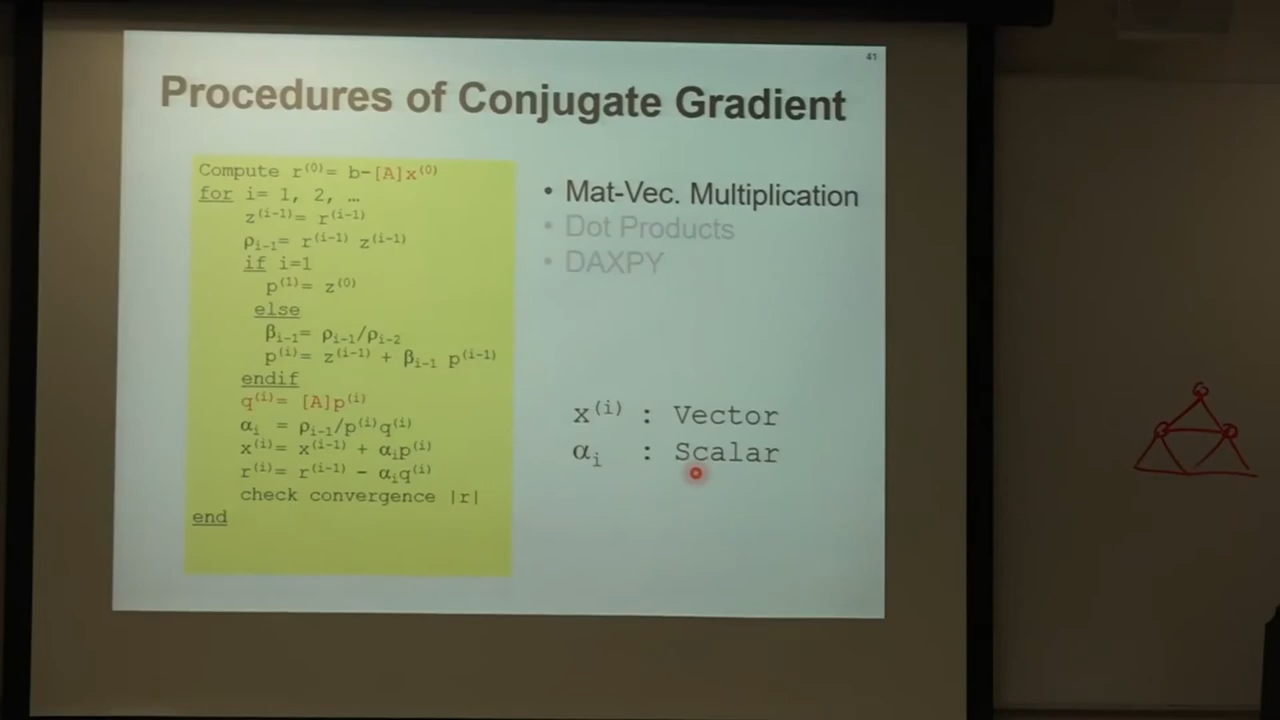 41
Procedures of Conjugate Gradient
Compute r⁽⁰⁾= b-[A]x⁽⁰⁾
for i= 1, 2, …
z⁽ⁱ⁻¹⁾= r⁽ⁱ⁻¹⁾
ρᵢ₋₁= r⁽ⁱ⁻¹⁾ z⁽ⁱ⁻¹⁾
if i=1
p⁽¹⁾= z⁽⁰⁾
else
βᵢ₋₁= ρᵢ₋₁/ρᵢ₋₂
p⁽ⁱ⁾= z⁽ⁱ⁻¹⁾ + βᵢ₋₁ p⁽ⁱ⁻¹⁾
endif
q⁽ⁱ⁾= [A]p⁽ⁱ⁾
αᵢ = ρᵢ₋₁/p⁽ⁱ⁾q⁽ⁱ⁾
x⁽ⁱ⁾= x⁽ⁱ⁻¹⁾ + αᵢp⁽ⁱ⁾
r⁽ⁱ⁾= r⁽ⁱ⁻¹⁾ - αᵢq⁽ⁱ⁾
check convergence |r|
end
• Mat-Vec. Multiplication
• Dot Products
• DAXPY
x⁽ⁱ⁾ : Vector
αᵢ : Scalar